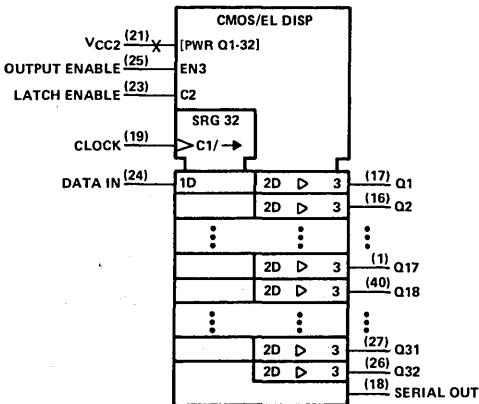 CMOS/EL DISP
VCC2 (21) [PWR Q1-32]
OUTPUT ENABLE (25) EN3
LATCH ENABLE (23) C2
SRG 32
CLOCK (19) C1/
DATA IN (24) 1D 2D 3 (17) Q1
2D 3 (16) Q2
2D 3 (1) Q17
2D 3 (40) Q18
2D 3 (27) Q31
2D 3 (26) Q32
(18) SERIAL OUT